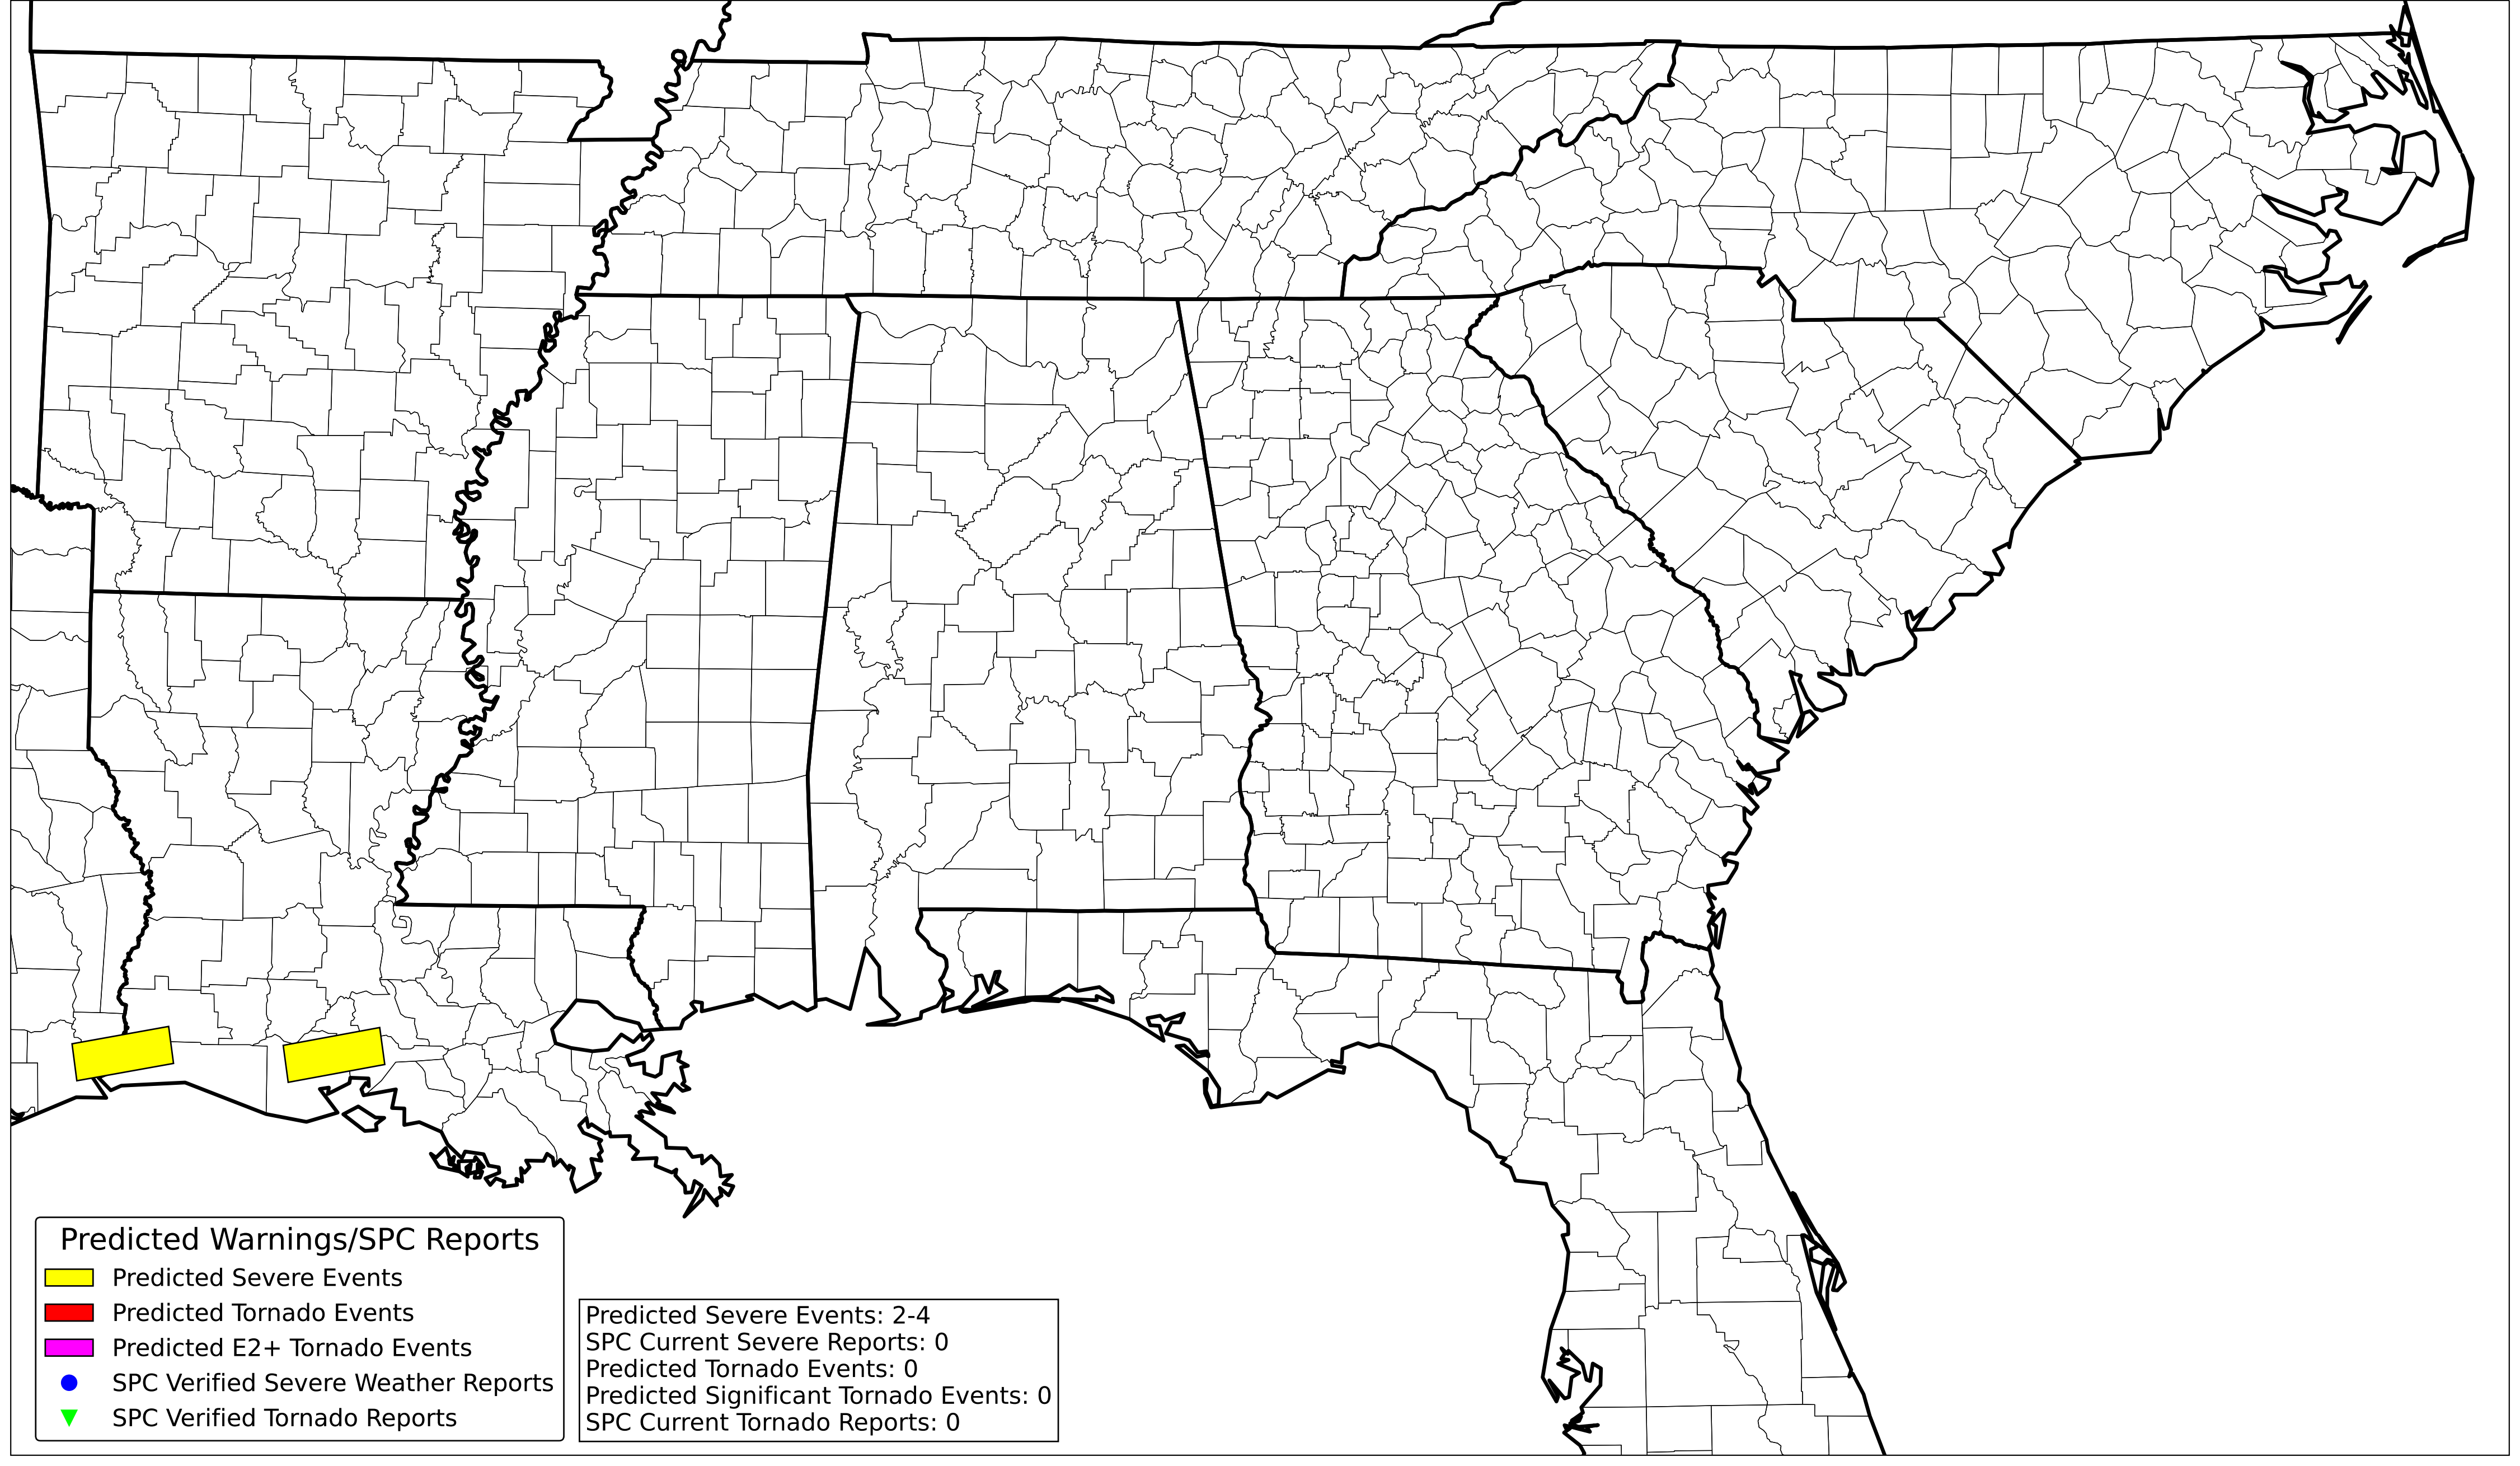 Predicted Warnings/SPC Reports
Predicted Severe Events
Predicted Tornado Events
Predicted E2+ Tornado Events
SPC Verified Severe Weather Reports
SPC Verified Tornado Reports
Predicted Severe Events: 2-4
SPC Current Severe Reports: 0
Predicted Tornado Events: 0
Predicted Significant Tornado Events: 0
SPC Current Tornado Reports: 0